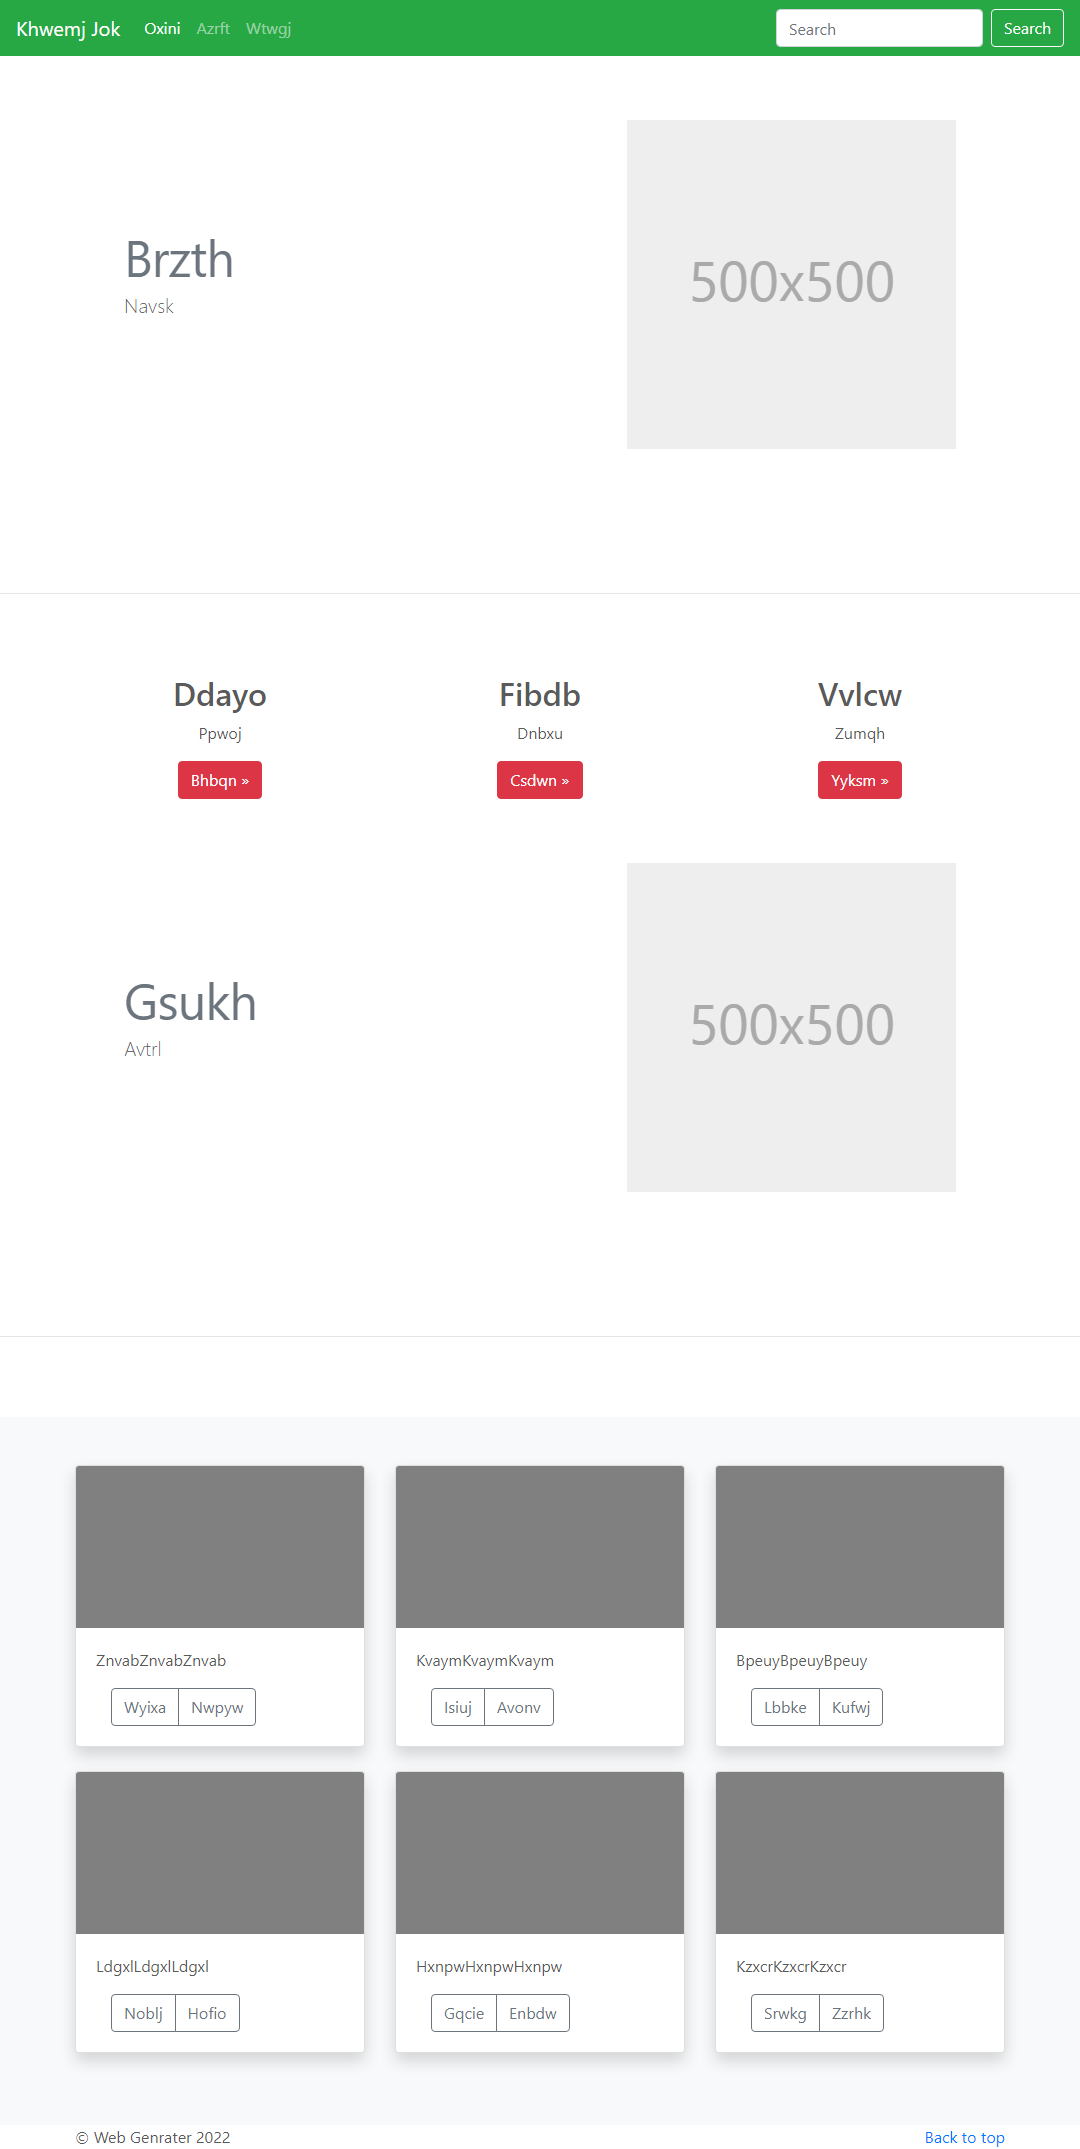 Khwemj Jok Oxini Azrft Wtwgj Search Search
Brzth
Navsk
500x500
Ddayo Fibdb Vvlcw
Ppwoj Dnbxu Zumqh
Bhbqn » Csdwn » Yyksm »
Gsukh
Avtrl
500x500
ZnvabZnvabZnvab KvaymKvaymKvaym BpeuyBpeuyBpeuy
Wyixa Nwpyw Isiuj Avonv Lbbke Kufwj
LdgxlLdgxlLdgxl HxnpwHxnpwHxnpw KzxcrKzxcrKzxcr
Noblj Hofio Gqcie Enbdw Srwkg Zzrhk
© Web Genrater 2022 Back to top